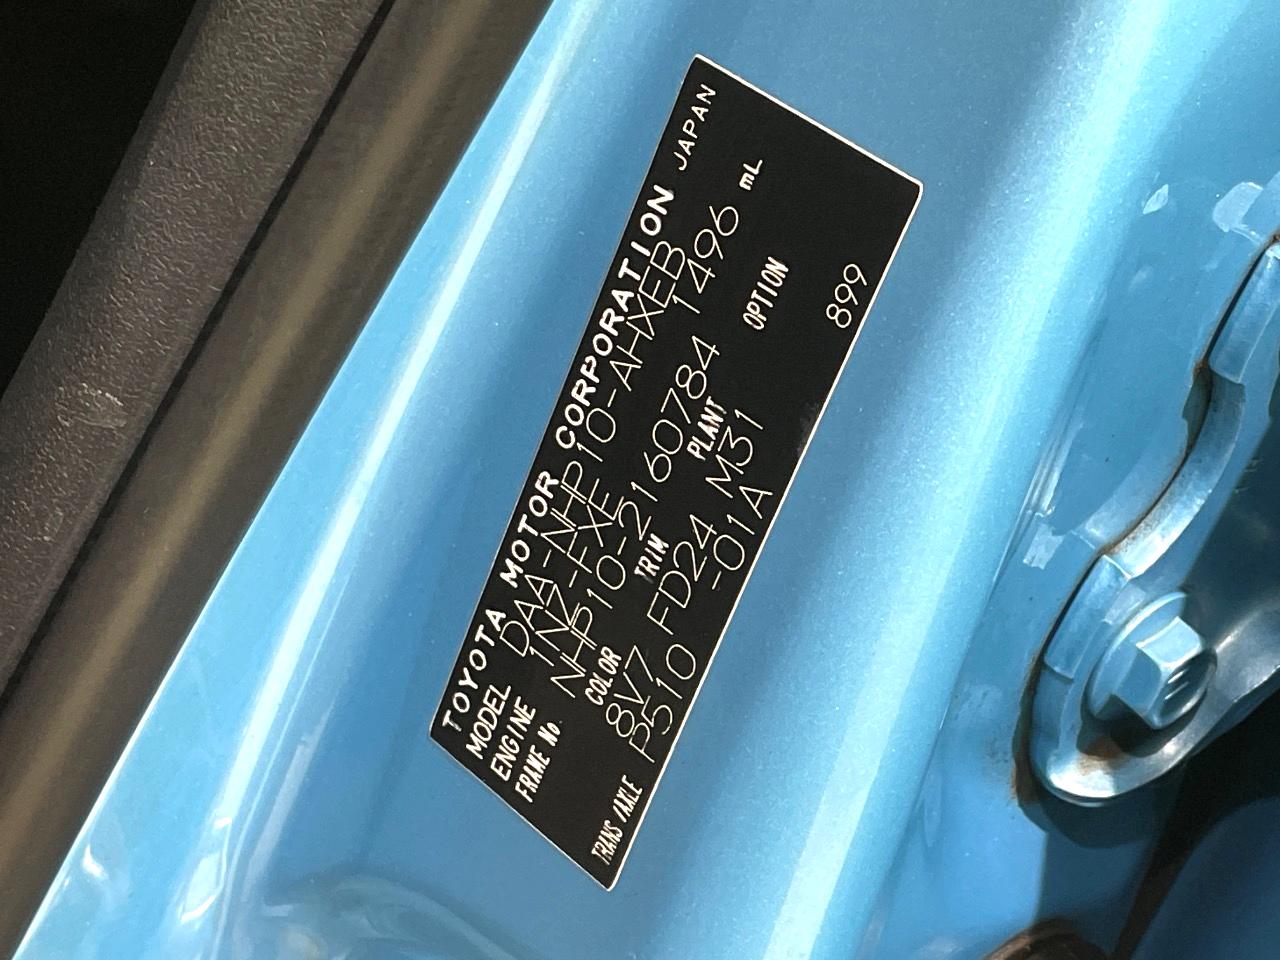 TOYOTA MOTOR CORPORATION JAPAN
MODEL DAA-NHP10-AHXEB
ENGINE 1NZ-FXE 1496 mL
FRAME No. NHP10-2160784
COLOR TRIM PLANT OPTION
8V7 FD24 M31
TRANS/AXLE P510 -01A 899